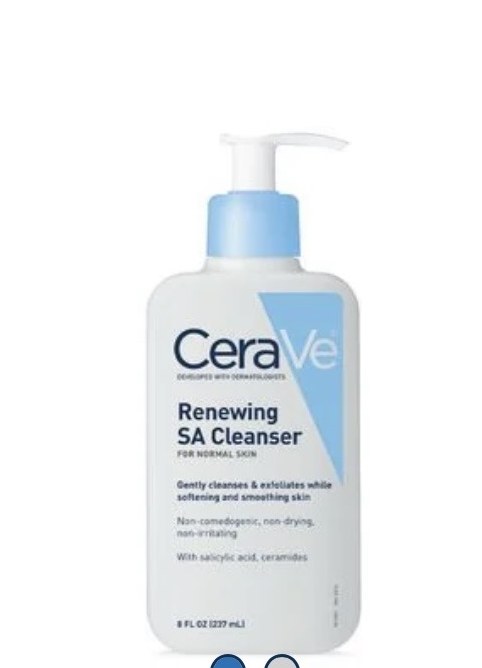 CeraVe
DEVELOPED WITH DERMATOLOGISTS
Renewing
SA Cleanser
FOR NORMAL SKIN
Gently cleanses & exfoliates while
softening and smoothing skin
Non-comedogenic, non-drying,
non-irritating
With salicylic acid, ceramides
8 FL OZ (237 mL)